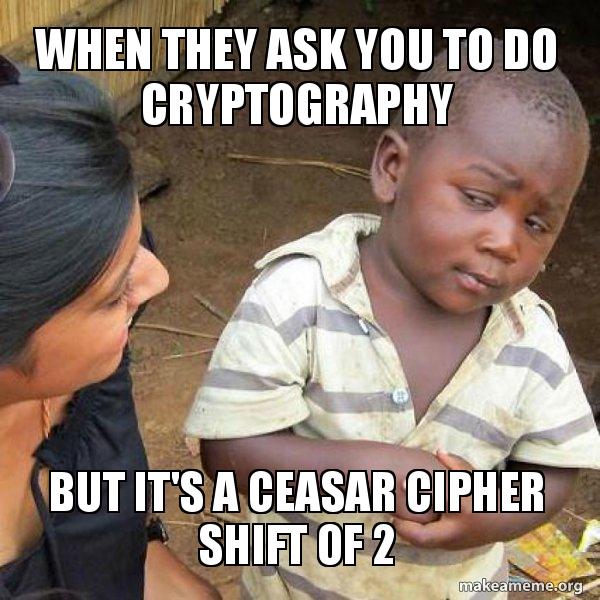 WHEN THEY ASK YOU TO DO
CRYPTOGRAPHY
BUT IT'S A CEASAR CIPHER
SHIFT OF 2
makeameme.org